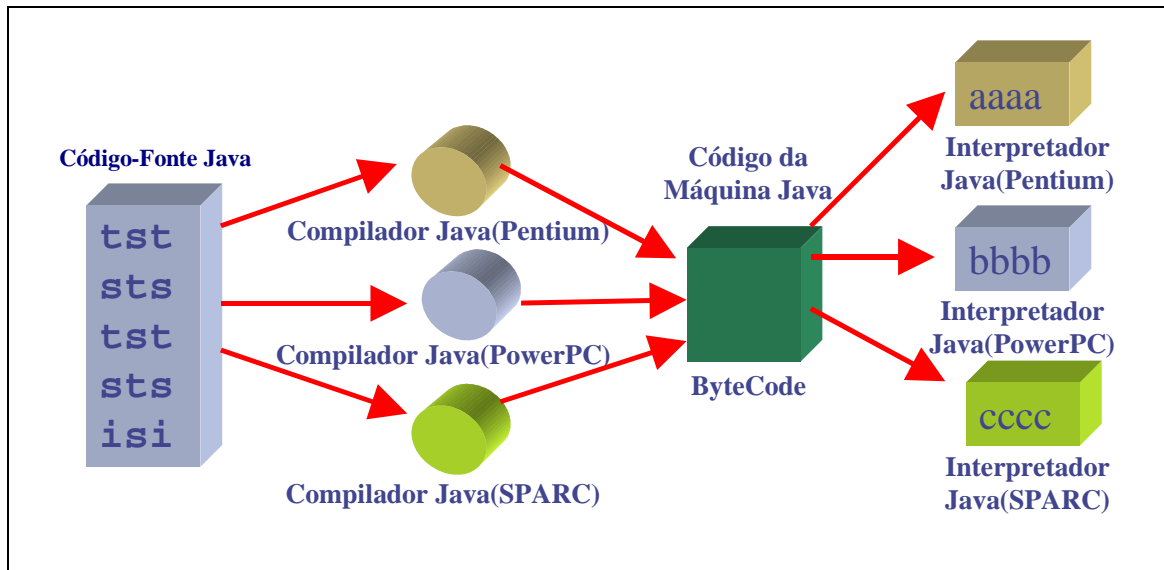 Código-Fonte Java
tst
sts
tst
sts
isi
Compilador Java(Pentium)
Compilador Java(PowerPC)
Compilador Java(SPARC)
Código da
Máquina Java
ByteCode
aaaa
Interpretador
Java(Pentium)
bbbb
Interpretador
Java(PowerPC)
cccc
Interpretador
Java(SPARC)